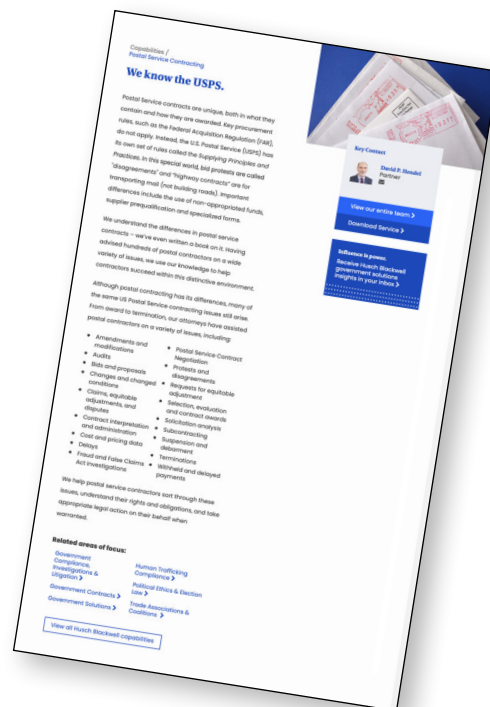 Capabilities /
Postal Service Contracting
We know the USPS.
Postal Service contracts are unique, both in what they
contain and how they are awarded. Key procurement
rules, such as the Federal Acquisition Regulation (FAR),
do not apply. Instead, the U.S. Postal Service (USPS) has
its own set of rules called the Supplying Principles and
Practices. In this special world, bid protests are called
"disagreements" and "highway contracts" are for
transporting mail (not building roads). Important
differences include the use of non-appropriated funds,
supplier prequalification and specialized forms.
We understand the differences in postal service
contracts – we've even written a book on it. Having
advised hundreds of postal contractors on a wide
variety of issues, we use our knowledge to help
contractors succeed within this distinctive environment.
Although postal contracting has its differences, many of
the same US Postal Service contracting issues still arise.
From award to termination, our attorneys have assisted
postal contractors on a variety of issues, including:
• Amendments and
modifications
• Audits
• Bids and proposals
• Changes and changed
conditions
• Claims, equitable
adjustments, and
disputes
• Contract interpretation
and administration
• Cost and pricing data
• Delays
• Fraud and False Claims
Act investigations
• Postal Service Contract
Negotiation
• Protests and
disagreements
• Requests for equitable
adjustment
• Selection, evaluation
and contract awards
• Solicitation analysis
• Subcontracting
• Suspension and
debarment
• Terminations
• Withheld and delayed
payments
We help postal service contractors sort through these
issues, understand their rights and obligations, and take
appropriate legal action on their behalf when
warranted.
Related areas of focus:
Government
Compliance,
Investigations &
Litigation >
Government Contracts >
Government Solutions >
Human Trafficking
Compliance >
Political Ethics & Election
Law >
Trade Associations &
Coalitions >
View all Husch Blackwell capabilities
Key Contact
David P. Hendel
Partner
View our entire team >
Download Service >
Influence is power.
Receive Husch Blackwell
government solutions
insights in your inbox >